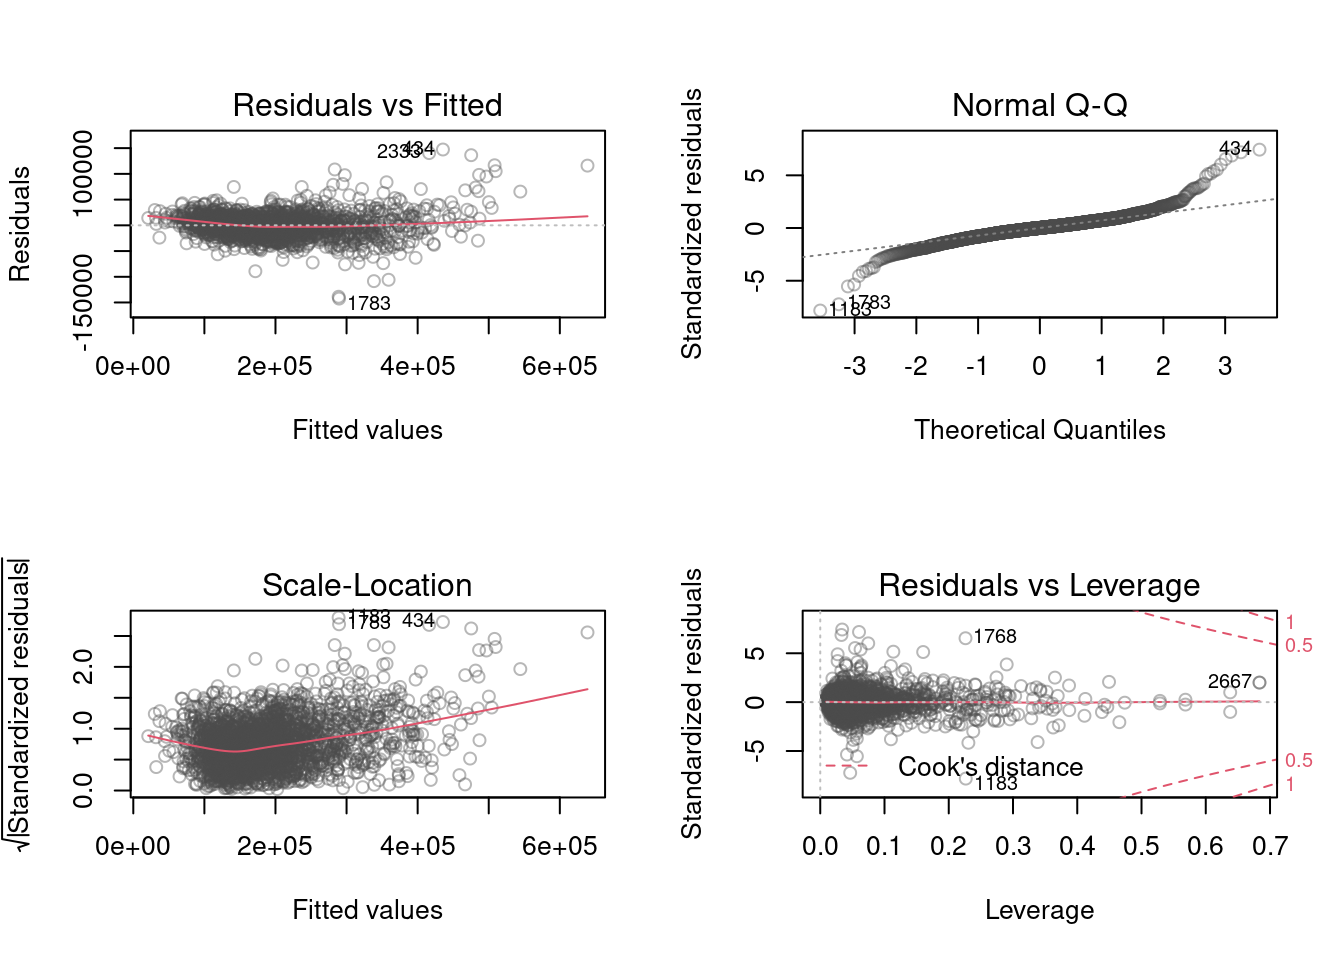 Residuals vs Fitted
Residuals
100000
-150000
2333
434
1783
0e+00 2e+05 4e+05 6e+05
Fitted values
Normal Q-Q
Standardized residuals
5
0
-5
434
1783
1183
-3 -2 -1 0 1 2 3
Theoretical Quantiles
Scale-Location
√|Standardized residuals|
2.0
1.0
0.0
1183
1783
434
0e+00 2e+05 4e+05 6e+05
Fitted values
Residuals vs Leverage
Standardized residuals
5
0
-5
1768
2667
1183
Cook's distance
1
0.5
0.5
1
0.0 0.1 0.2 0.3 0.4 0.5 0.6 0.7
Leverage